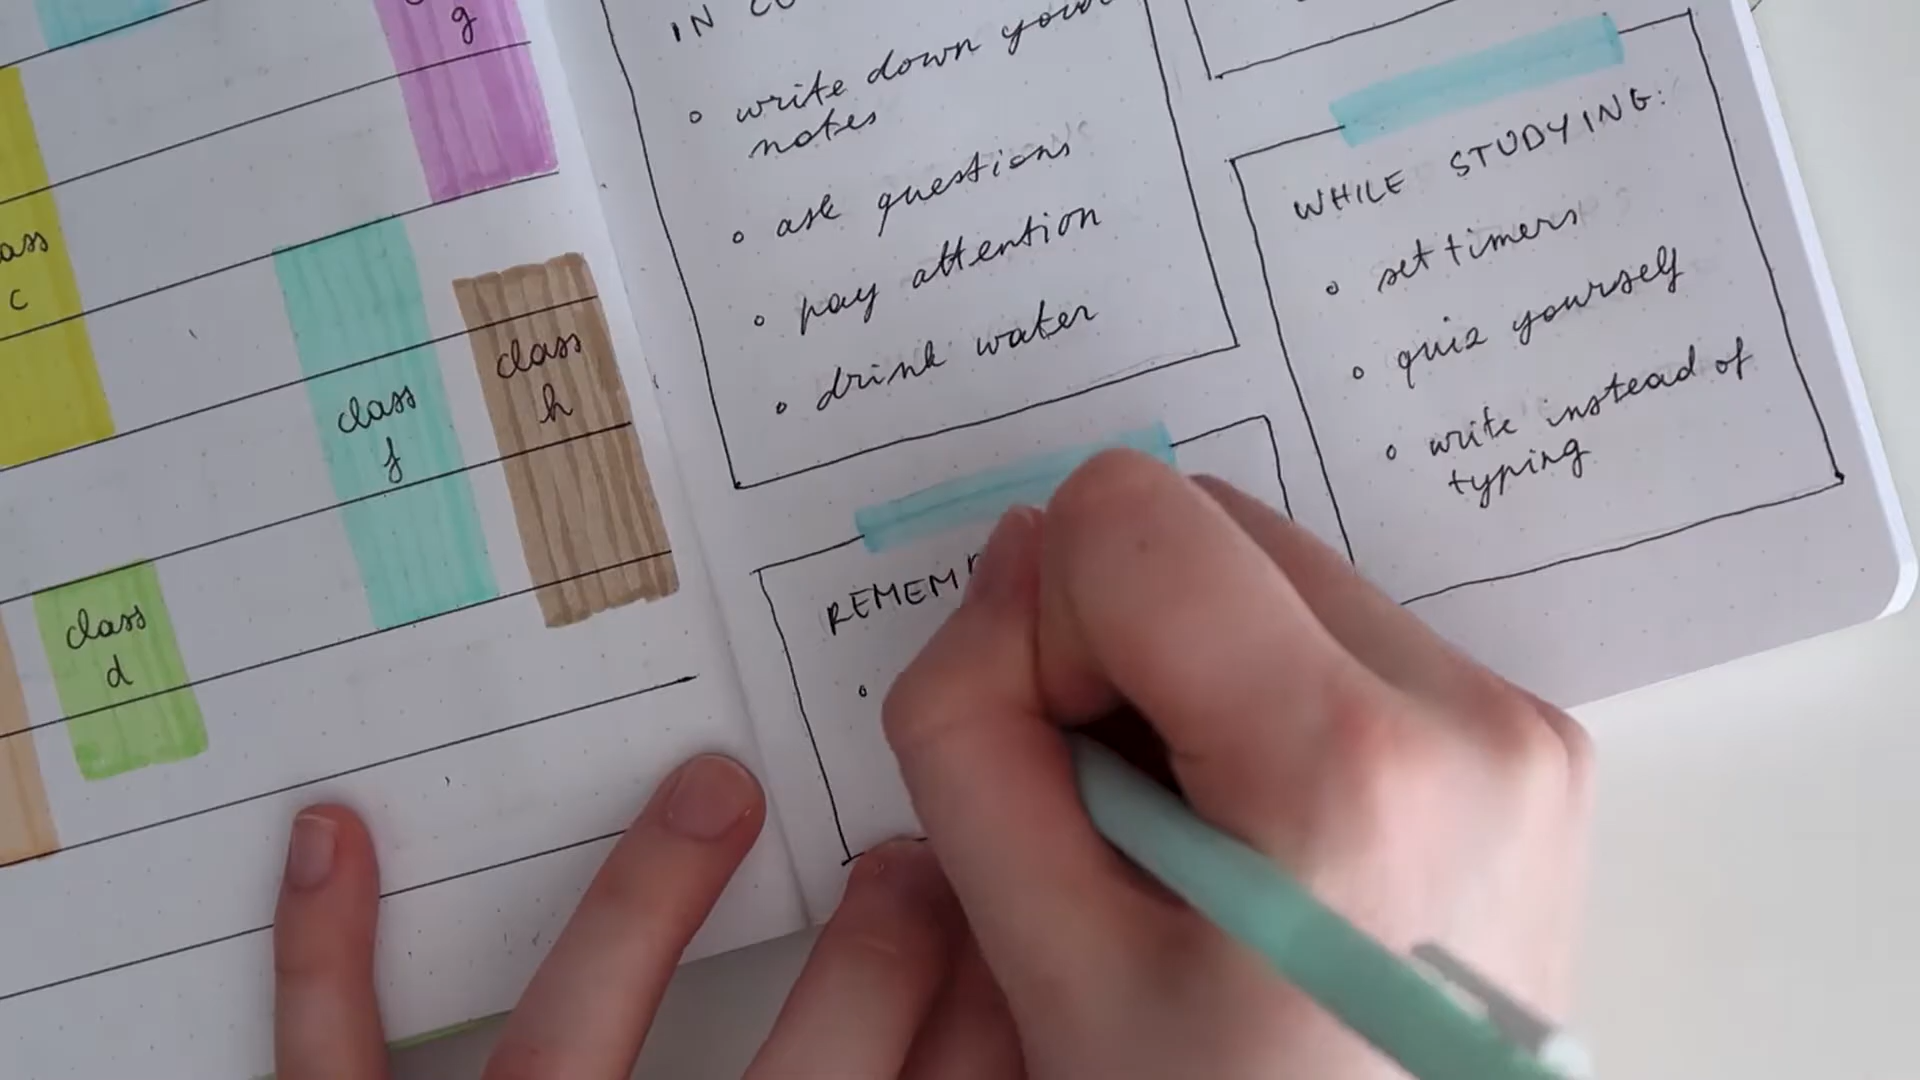 g
ass
c
class
f
class
h
class
d
IN
write down your
notes
ask questions
pay attention
drink water
WHILE STUDYING:
set timers
quiz yourself
write instead of
typing
REMEM